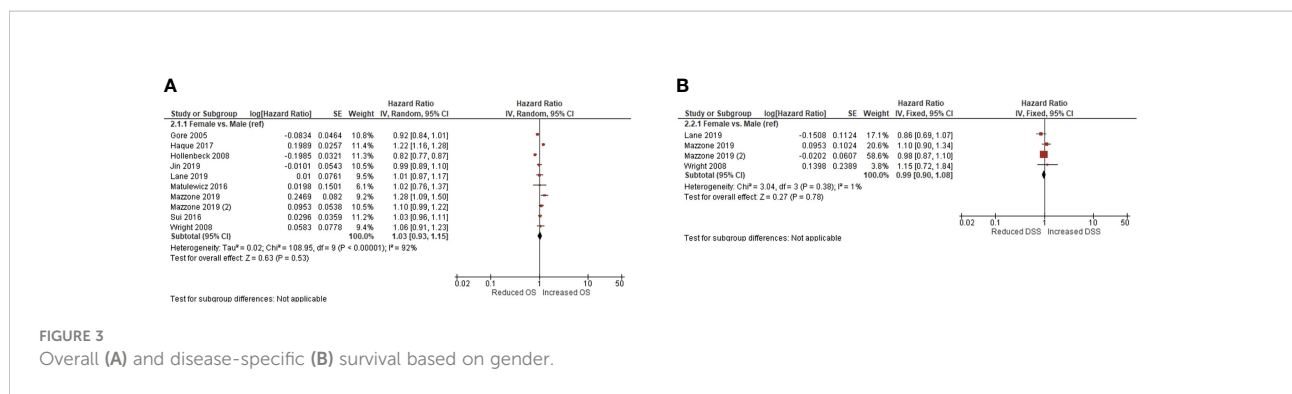 A
Hazard Ratio Hazard Ratio
Study or Subgroup log[Hazard Ratio] SE Weight IV, Random, 95% CI IV, Random, 95% CI
2.1.1 Female vs. Male (ref)
Gore 2005 -0.0834 0.0464 10.8% 0.92 [0.84, 1.01]
Haque 2017 0.1989 0.0257 11.4% 1.22 [1.16, 1.28]
Hollenbeck 2008 -0.1985 0.0321 11.3% 0.82 [0.77, 0.87]
Jin 2019 -0.0101 0.0543 10.5% 0.99 [0.89, 1.10]
Lane 2019 0.01 0.0761 9.5% 1.01 [0.87, 1.17]
Matulewicz 2016 0.0198 0.1501 6.1% 1.02 [0.76, 1.37]
Mazzone 2019 0.2469 0.082 9.2% 1.28 [1.09, 1.50]
Mazzone 2019 (2) 0.0953 0.0538 10.5% 1.10 [0.99, 1.22]
Sui 2016 0.0296 0.0359 11.2% 1.03 [0.96, 1.11]
Wright 2008 0.0583 0.0778 9.4% 1.06 [0.91, 1.23]
Subtotal (95% CI) 100.0% 1.03 [0.93, 1.15]
Heterogeneity: Tau² = 0.02; Chi² = 108.95, df = 9 (P < 0.00001); I² = 92%
Test for overall effect: Z = 0.63 (P = 0.53)
0.02 0.1 1 10 50
Reduced OS Increased OS
Test for subgroup differences: Not applicable
B
Hazard Ratio Hazard Ratio
Study or Subgroup log[Hazard Ratio] SE Weight IV, Fixed, 95% CI IV, Fixed, 95% CI
2.2.1 Female vs. Male (ref)
Lane 2019 -0.1508 0.1124 17.1% 0.86 [0.69, 1.07]
Mazzone 2019 0.0953 0.1024 20.6% 1.10 [0.90, 1.34]
Mazzone 2019 (2) -0.0202 0.0607 58.6% 0.98 [0.87, 1.10]
Wright 2008 0.1398 0.2389 3.8% 1.15 [0.72, 1.84]
Subtotal (95% CI) 100.0% 0.99 [0.90, 1.08]
Heterogeneity: Chi² = 3.04, df = 3 (P = 0.38); I² = 1%
Test for overall effect: Z = 0.27 (P = 0.78)
0.02 0.1 1 10 50
Reduced DSS Increased DSS
Test for subgroup differences: Not applicable
FIGURE 3
Overall (A) and disease-specific (B) survival based on gender.